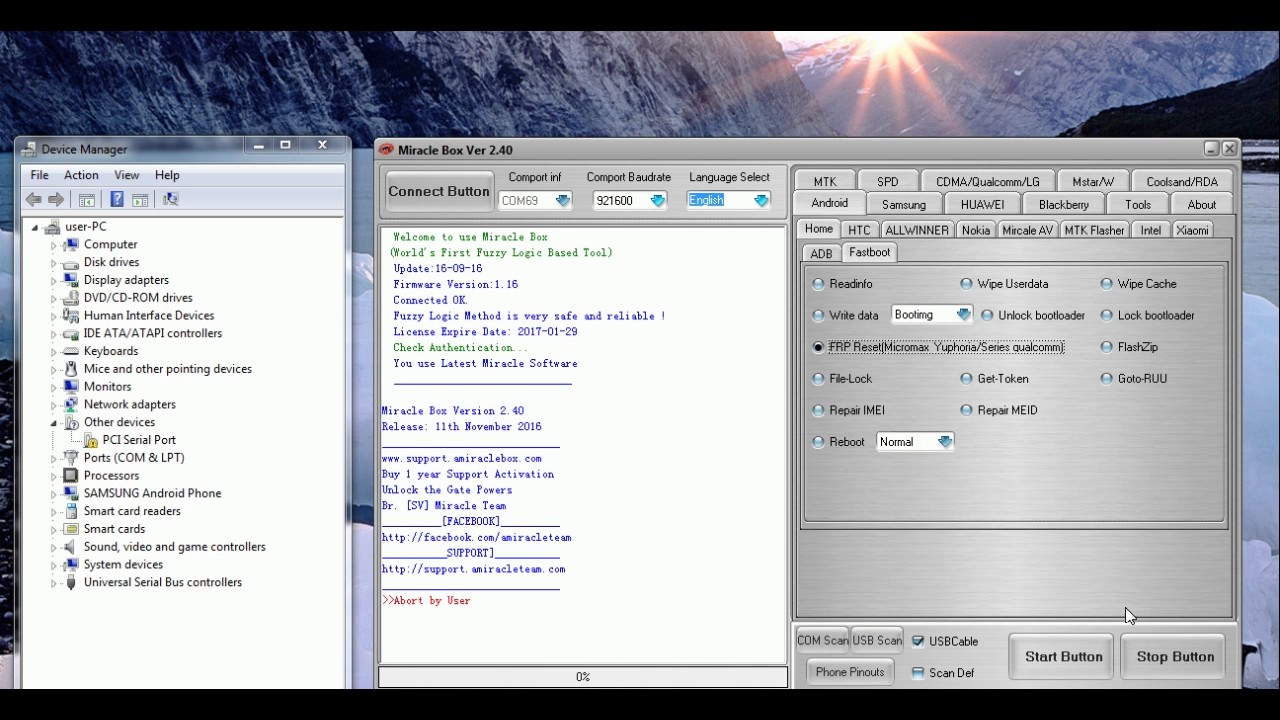 Device Manager
File Action View Help
user-PC
Computer
Disk drives
Display adapters
DVD/CD-ROM drives
Human Interface Devices
IDE ATA/ATAPI controllers
Keyboards
Mice and other pointing devices
Monitors
Network adapters
Other devices
PCI Serial Port
Ports (COM & LPT)
Processors
SAMSUNG Android Phone
Smart card readers
Smart cards
Sound, video and game controllers
System devices
Universal Serial Bus controllers
Miracle Box Ver 2.40
Connect Button
Comport inf Comport Baudrate Language Select
COM69 921600 English
Welcome to use Miracle Box
(World's First Fuzzy Logic Based Tool)
Update:16-09-16
Firmware Version:1.16
Connected OK.
Fuzzy Logic Method is very safe and reliable !
License Expire Date: 2017-01-29
Check Authentication...
You use Latest Miracle Software
Miracle Box Version 2.40
Release: 11th November 2016
www.support.amiraclebox.com
Buy 1 year Support Activation
Unlock the Gate Powers
Br. [SV] Miracle Team
[FACEBOOK]
http://facebook.com/amiracleteam
SUPPORT]
http://support.amiracleteam.com
>>Abort by User
0%
MTK SPD CDMA/Qualcomm/LG Mstar/W Coolsand/RDA
Android Samsung HUAWEI Blackberry Tools About
Home HTC ALLWINNER Nokia Mircale AV MTK Flasher Intel Xiaomi
ADB Fastboot
Readinfo Wipe Userdata Wipe Cache
Write data Bootimg Unlock bootloader Lock bootloader
FRP Reset(Micromax Yuphoria/Series qualcomm) FlashZip
File-Lock Get-Token Goto-RUU
Repair IMEI Repair MEID
Reboot Normal
COM Scan USB Scan USBCable
Phone Pinouts Scan Def
Start Button Stop Button